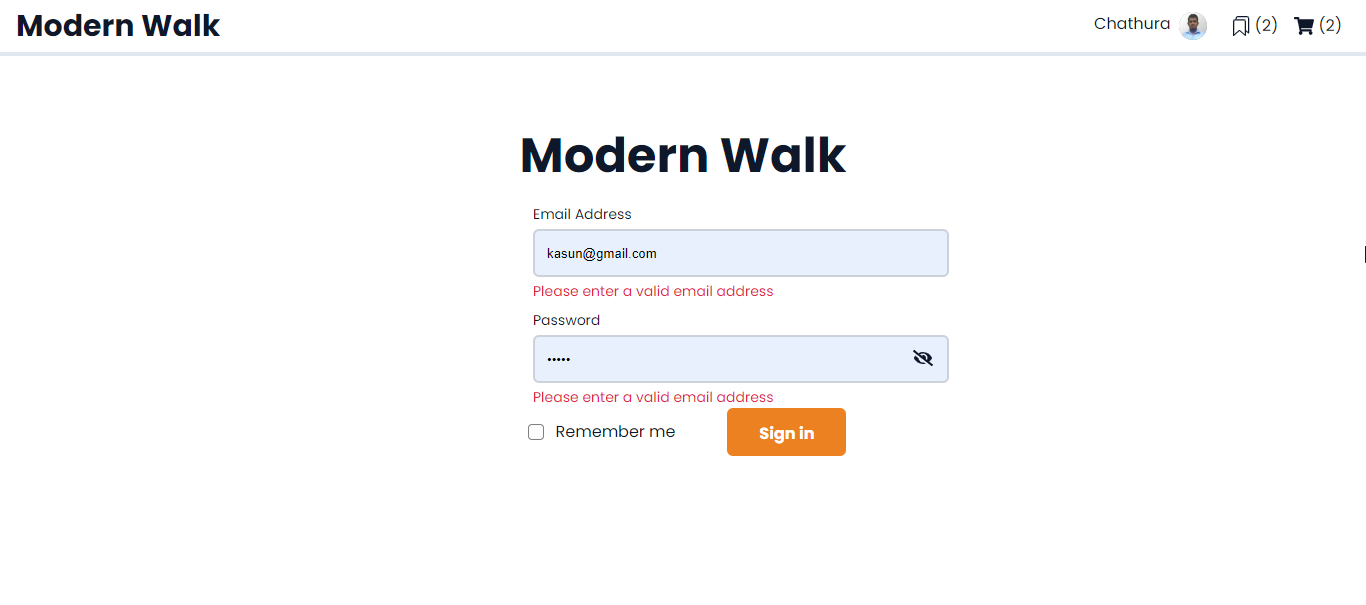 Modern Walk
Chathura (2) (2)
Modern Walk
Email Address
kasun@gmail.com
Please enter a valid email address
Password
•••••
Please enter a valid email address
Remember me Sign in